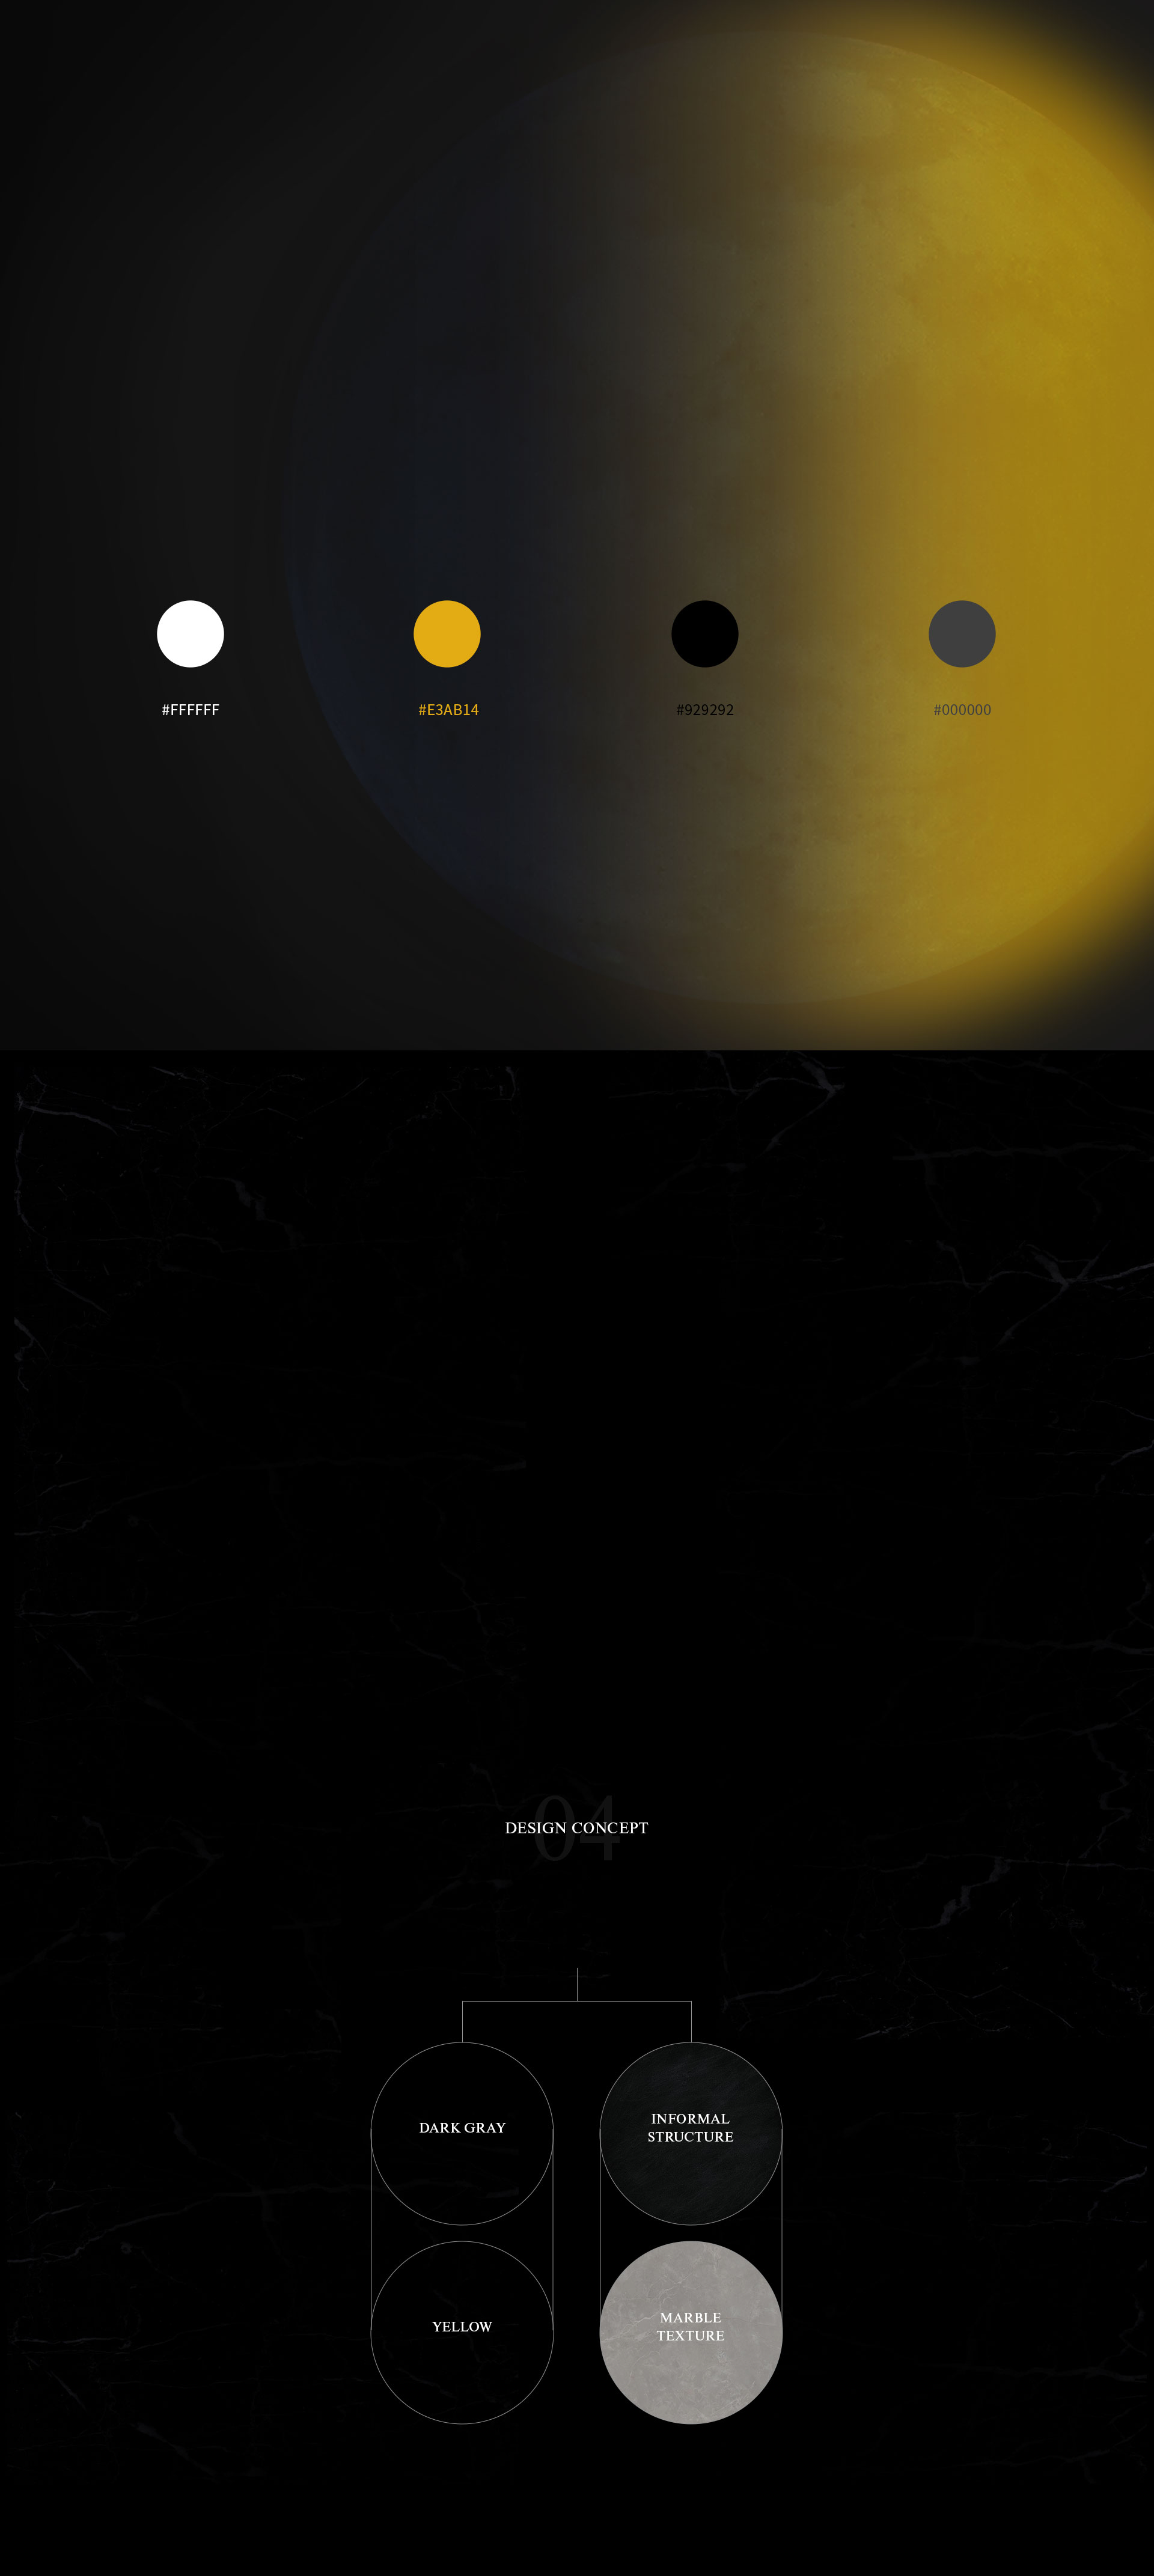 #FFFFFF
#E3AB14
#929292
#000000
04
DESIGN CONCEPT
DARK GRAY
INFORMAL
STRUCTURE
YELLOW
MARBLE
TEXTURE